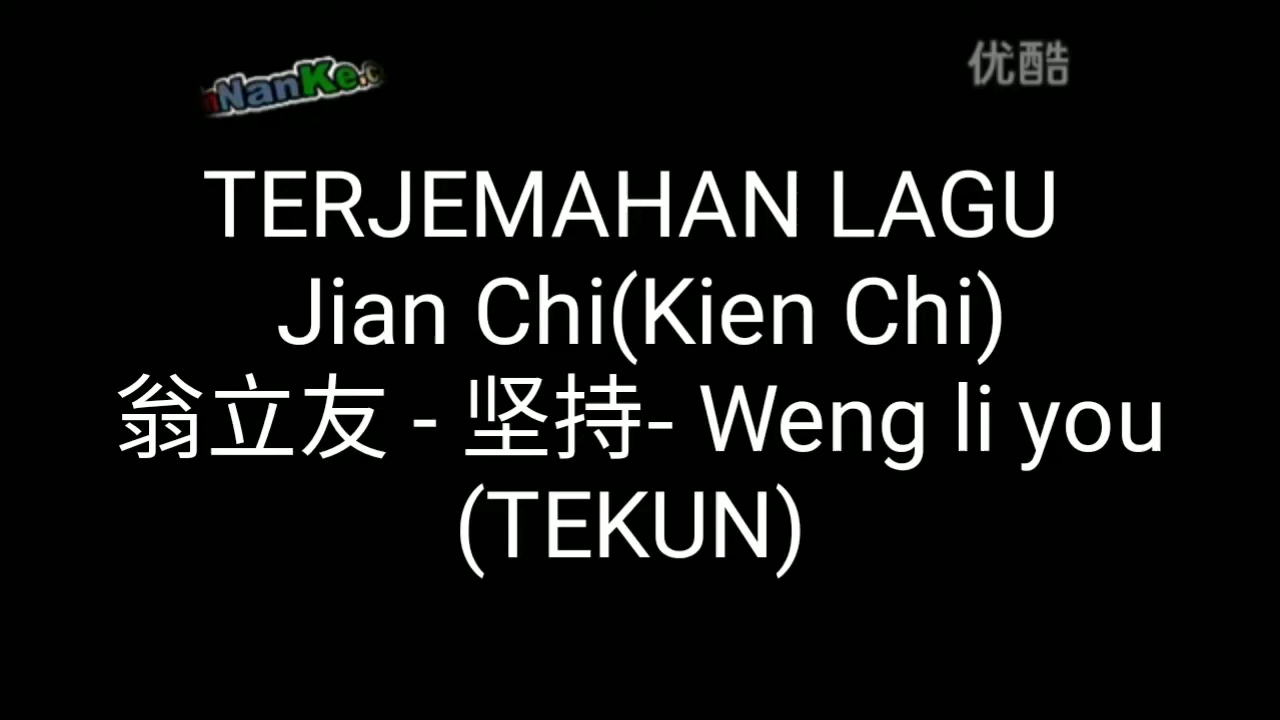 NanKe.c
优酷
TERJEMAHAN LAGU
Jian Chi(Kien Chi)
翁立友 - 坚持- Weng li you
(TEKUN)